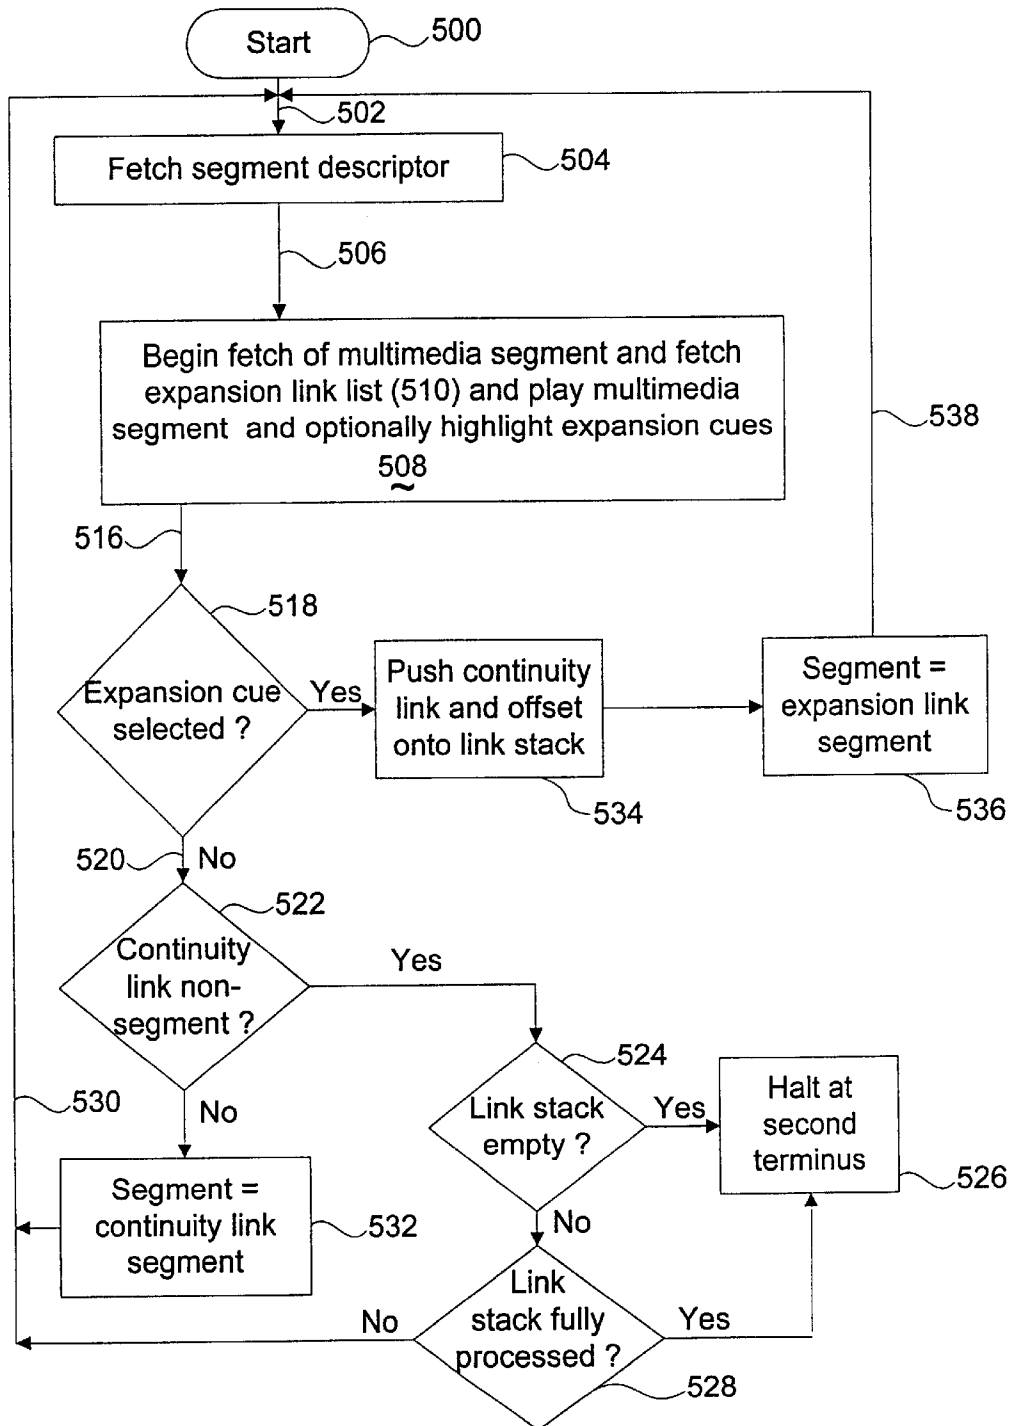 Start
500
502
Fetch segment descriptor
504
506
Begin fetch of multimedia segment and fetch
expansion link list (510) and play multimedia
segment and optionally highlight expansion cues
508
538
516
518
Expansion cue
selected ?
Yes
Push continuity
link and offset
onto link stack
534
Segment =
expansion link
segment
536
520
No
522
Continuity
link non-
segment ?
Yes
524
Link stack
empty ?
Yes
Halt at
second
terminus
526
530
No
Segment =
continuity link
segment
532
No
Link
stack fully
processed ?
No
Yes
528